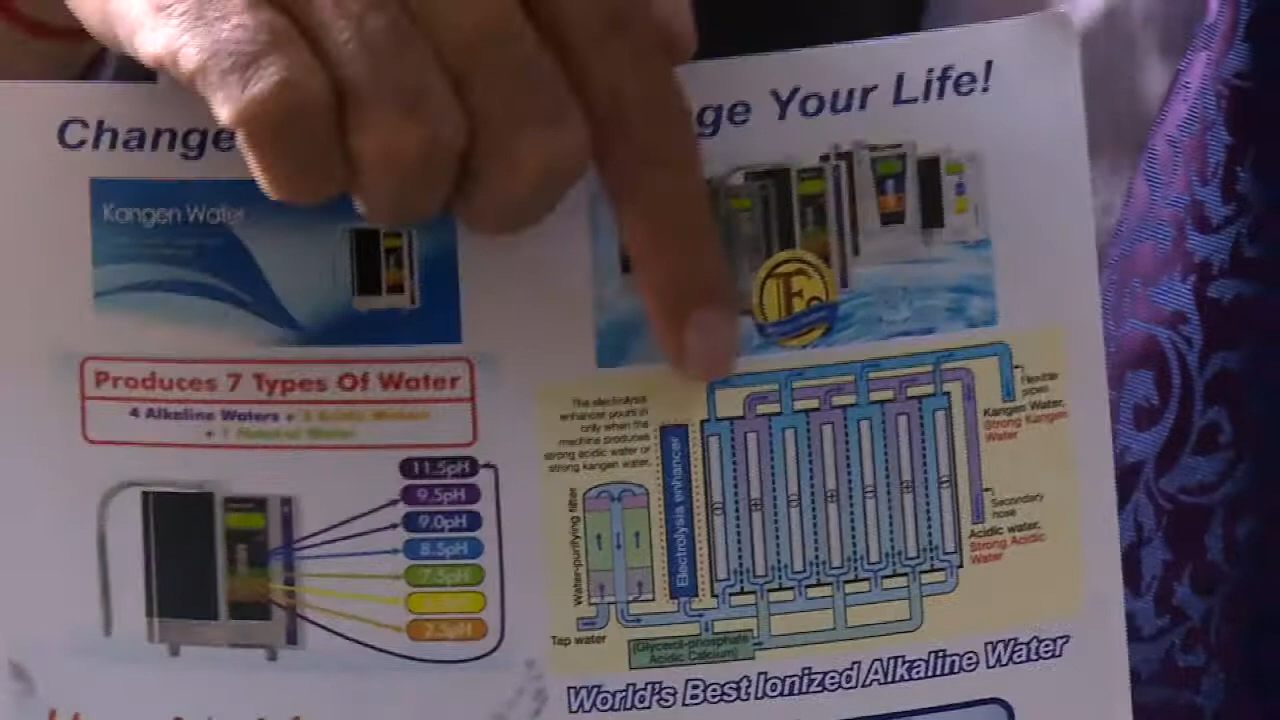 Change
ge Your Life!
Kangen Water
Produces 7 Types Of Water
4 Alkaline Waters +
11.5pH
9.5pH
9.0pH
8.5pH
7.5pH
2.5pH
The electrolysis
enhancer pours in
only when the
machine produces
strong acidic water or
strong kangen water.
Water-purifying filter
Electrolysis enhancer
Tap water
(Glycerol-phosphate
Acidic Calcium)
Flexible
pipes
Kangen Water,
Strong Kangen
Water
Secondary
hose
Acidic water,
Strong Acidic
Water
World's Best Ionized Alkaline Water